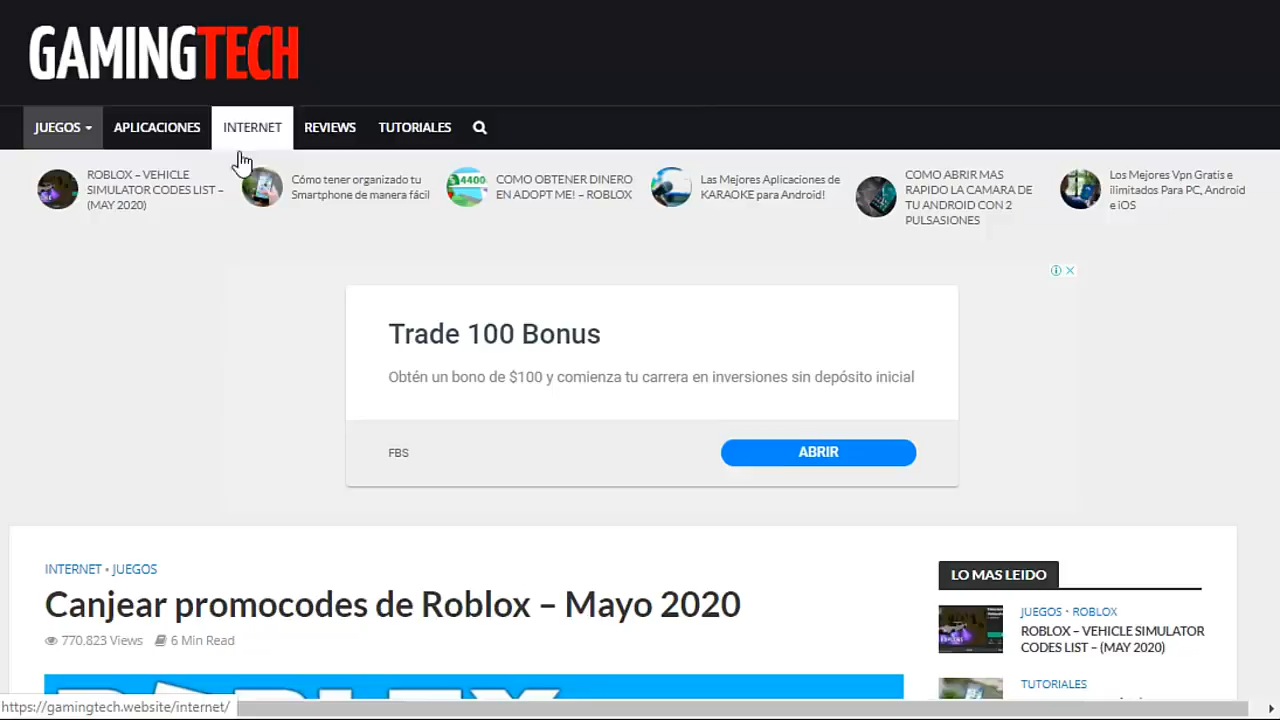 GAMINGTECH
JUEGOS
APLICACIONES
INTERNET
REVIEWS
TUTORIALES
ROBLOX – VEHICLE
SIMULATOR CODES LIST –
(MAY 2020)
Cómo tener organizado tu
Smartphone de manera fácil
4400
COMO OBTENER DINERO
EN ADOPT ME! – ROBLOX
Las Mejores Aplicaciones de
KARAOKE para Android!
COMO ABRIR MAS
RAPIDO LA CAMARA DE
TU ANDROID CON 2
PULSASIONES
Los Mejores Vpn Gratis e
ilimitados Para PC, Android
e iOS
Trade 100 Bonus
Obtén un bono de $100 y comienza tu carrera en inversiones sin depósito inicial
FBS
ABRIR
INTERNET • JUEGOS
Canjear promocodes de Roblox – Mayo 2020
770.823 Views
6 Min Read
ROBLOX
LO MAS LEIDO
JUEGOS • ROBLOX
ROBLOX – VEHICLE SIMULATOR
CODES LIST – (MAY 2020)
TUTORIALES
https://gamingtech.website/internet/